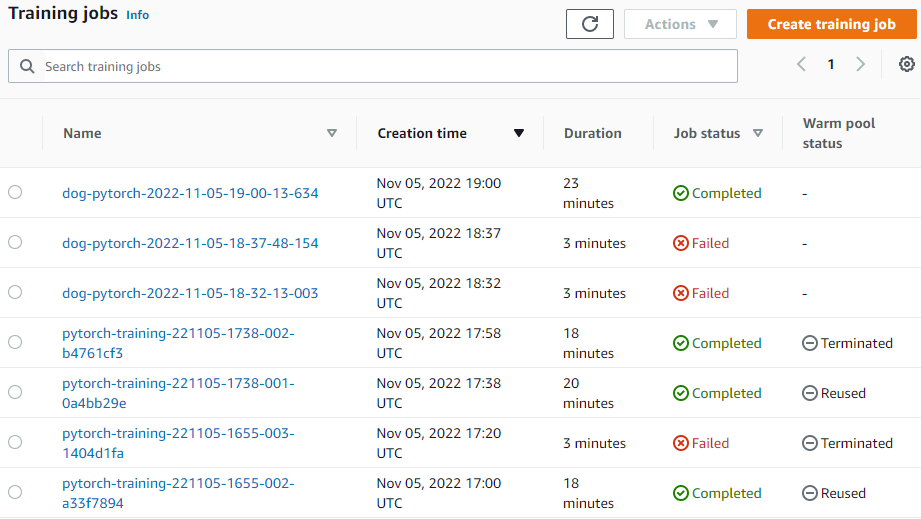 Training jobs Info
Actions
Create training job
Search training jobs
1
Name
Creation time
Duration
Job status
Warm pool
status
dog-pytorch-2022-11-05-19-00-13-634
Nov 05, 2022 19:00
UTC
23
minutes
Completed
-
dog-pytorch-2022-11-05-18-37-48-154
Nov 05, 2022 18:37
UTC
3 minutes
Failed
-
dog-pytorch-2022-11-05-18-32-13-003
Nov 05, 2022 18:32
UTC
3 minutes
Failed
-
pytorch-training-221105-1738-002-
b4761cf3
Nov 05, 2022 17:58
UTC
18
minutes
Completed
Terminated
pytorch-training-221105-1738-001-
0a4bb29e
Nov 05, 2022 17:38
UTC
20
minutes
Completed
Reused
pytorch-training-221105-1655-003-
1404d1fa
Nov 05, 2022 17:20
UTC
3 minutes
Failed
Terminated
pytorch-training-221105-1655-002-
a33f7894
Nov 05, 2022 17:00
UTC
18
minutes
Completed
Reused